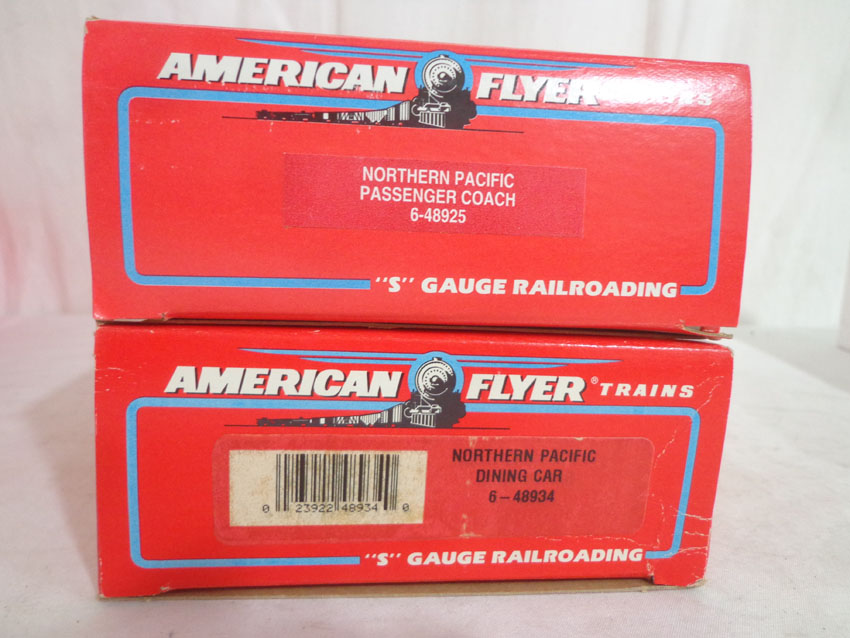 AMERICAN FLYER TRAINS
NORTHERN PACIFIC
PASSENGER COACH
6-48925
"S" GAUGE RAILROADING
AMERICAN FLYER ® TRAINS
NORTHERN PACIFIC
DINING CAR
6-48934
0 23922 48934 0
"S" GAUGE RAILROADING